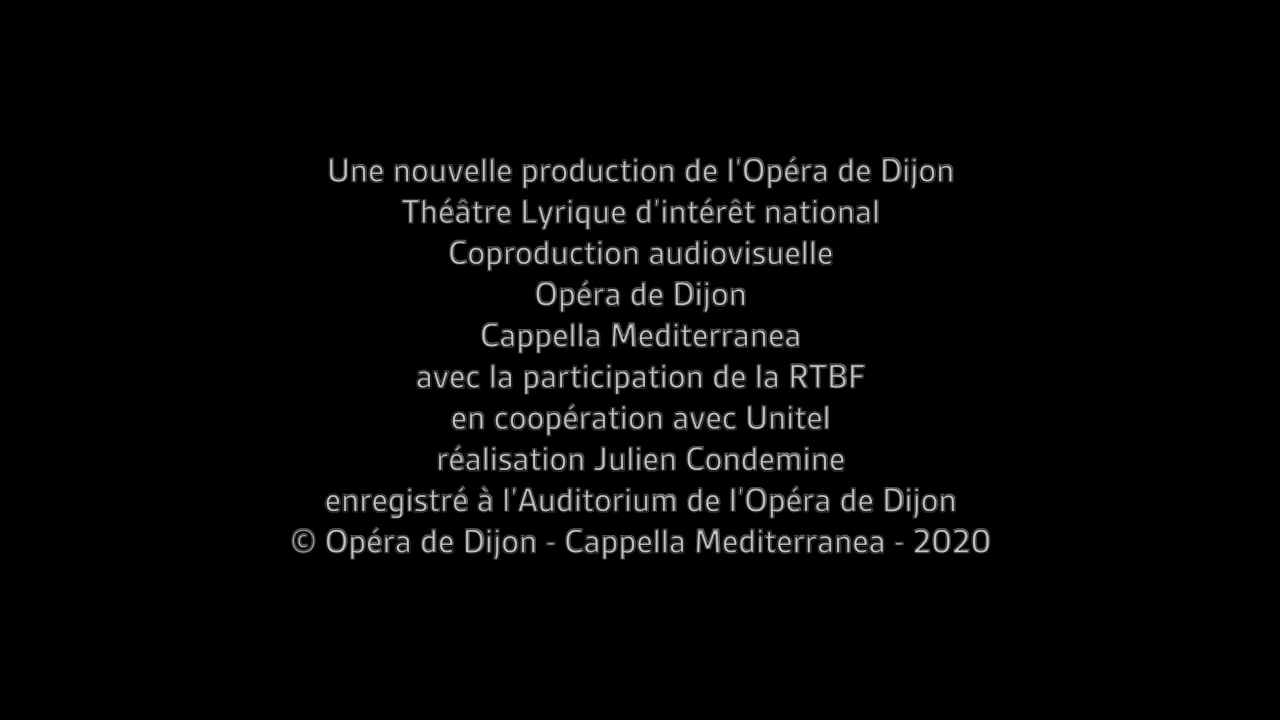 Une nouvelle production de l'Opéra de Dijon
Théâtre Lyrique d'intérêt national
Coproduction audiovisuelle
Opéra de Dijon
Cappella Mediterranea
avec la participation de la RTBF
en coopération avec Unitel
réalisation Julien Condemine
enregistré à l'Auditorium de l'Opéra de Dijon
© Opéra de Dijon - Cappella Mediterranea - 2020